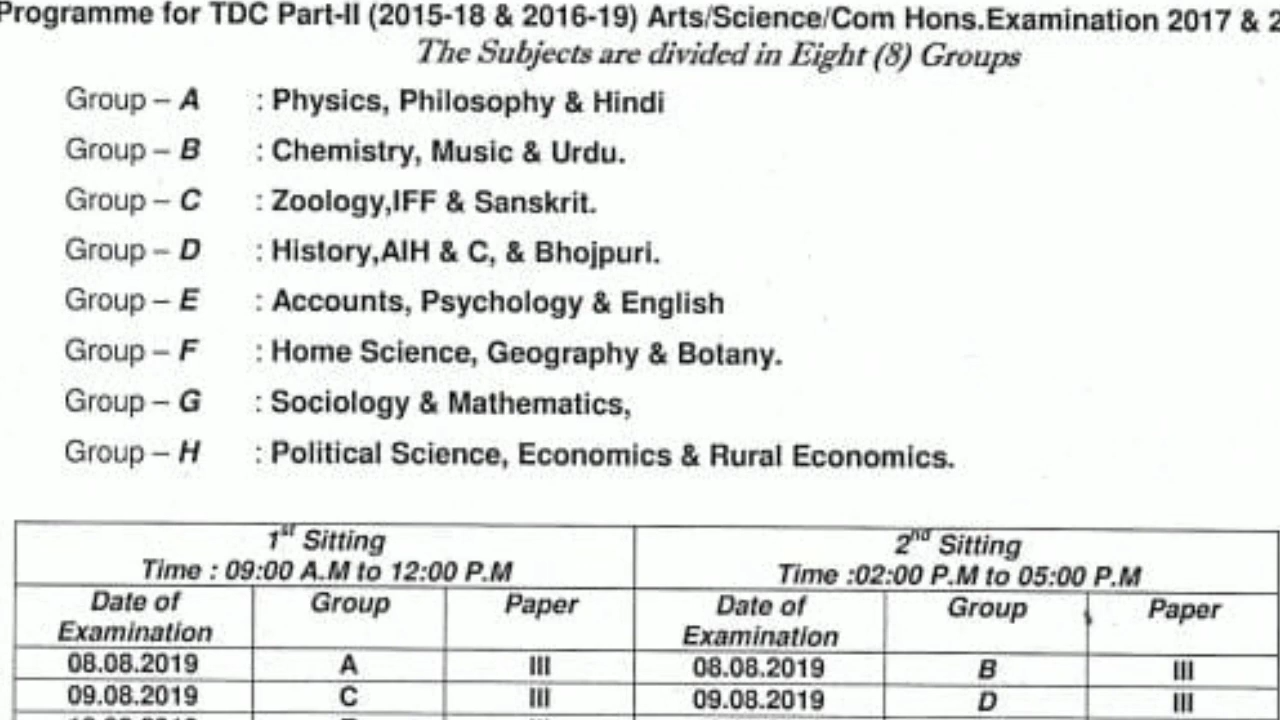 Programme for TDC Part-II (2015-18 & 2016-19) Arts/Science/Com Hons.Examination 2017 & 2
The Subjects are divided in Eight (8) Groups
Group – A : Physics, Philosophy & Hindi
Group – B : Chemistry, Music & Urdu.
Group – C : Zoology,IFF & Sanskrit.
Group – D : History,AIH & C, & Bhojpuri.
Group – E : Accounts, Psychology & English
Group – F : Home Science, Geography & Botany.
Group – G : Sociology & Mathematics,
Group – H : Political Science, Economics & Rural Economics.
1st Sitting 2nd Sitting
Time : 09:00 A.M to 12:00 P.M Time :02:00 P.M to 05:00 P.M
Date of Group Paper Date of Group Paper
Examination Examination
08.08.2019 A III 08.08.2019 B III
09.08.2019 C III 09.08.2019 D III